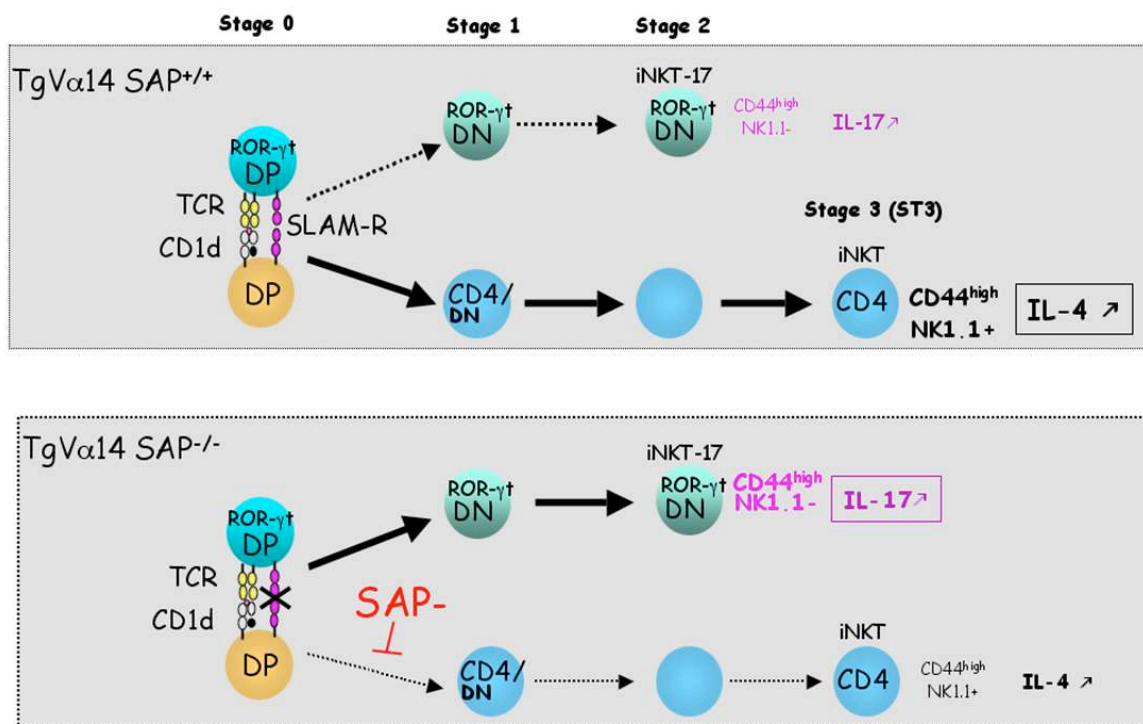 Stage 0 Stage 1 Stage 2
TgVα14 SAP+/+
iNKT-17
ROR-γt
DN
ROR-γt
DN
CD44high
NK1.1-
IL-17↗
ROR-γt
DP
TCR
SLAM-R
CD1d
DP
Stage 3 (ST3)
iNKT
CD4/
DN
CD4
CD44high
NK1.1+
IL-4 ↗
TgVα14 SAP-/-
iNKT-17
ROR-γt
DN
ROR-γt
DN
CD44high
NK1.1-
IL-17↗
ROR-γt
DP
TCR
CD1d
DP
SAP-
iNKT
CD4/
DN
CD4
CD44high
NK1.1+
IL-4 ↗